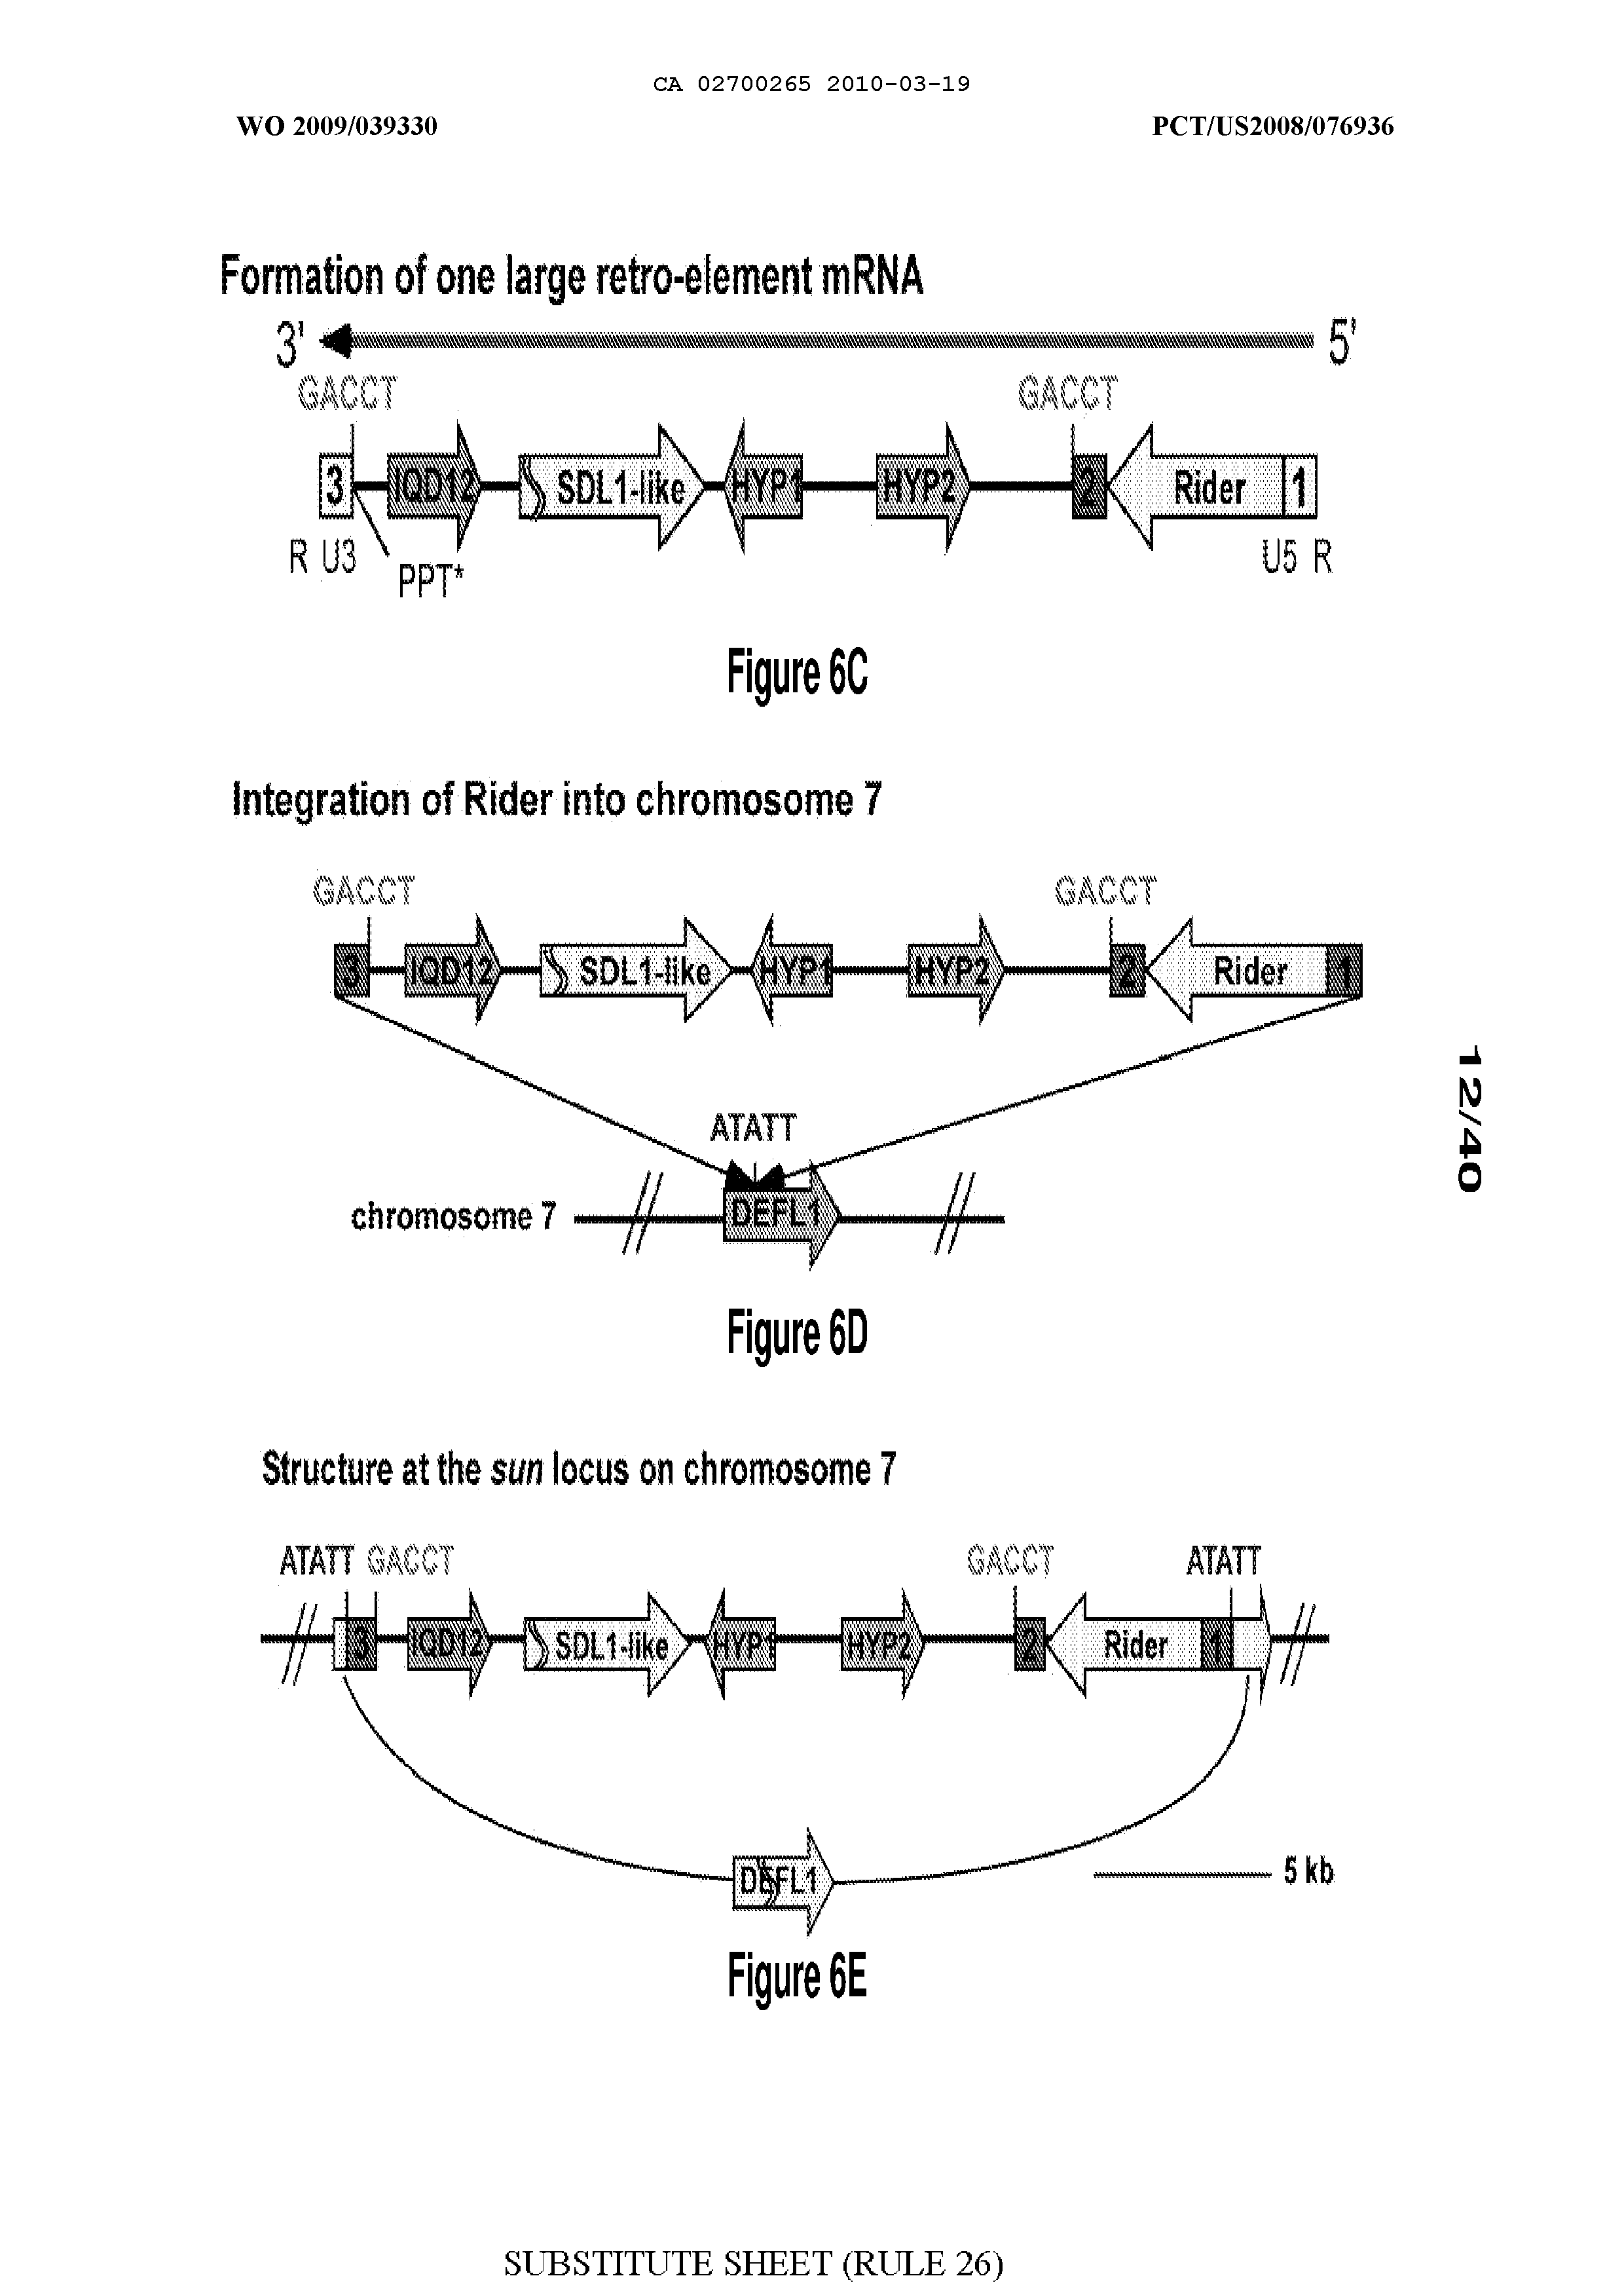 CA 02700265 2010-03-19
WO 2009/039330 PCT/US2008/076936
Formation of one large retro-element mRNA
3' 5'
GACCT GACCT
3 IQD12 SDL1-like HYP1 HYP2 2 Rider 1
R U3 PPT* U5 R
Figure 6C
Integration of Rider into chromosome 7
GACCT GACCT
3 IQD12 SDL1-like HYP1 HYP2 2 Rider 1
ATATT
chromosome 7 DEFL1
Figure 6D
12/40
Structure at the sun locus on chromosome 7
ATATT GACCT GACCT ATATT
3 IQD12 SDL1-like HYP1 HYP2 2 Rider 1
DEFL1 5 kb
Figure 6E
SUBSTITUTE SHEET (RULE 26)